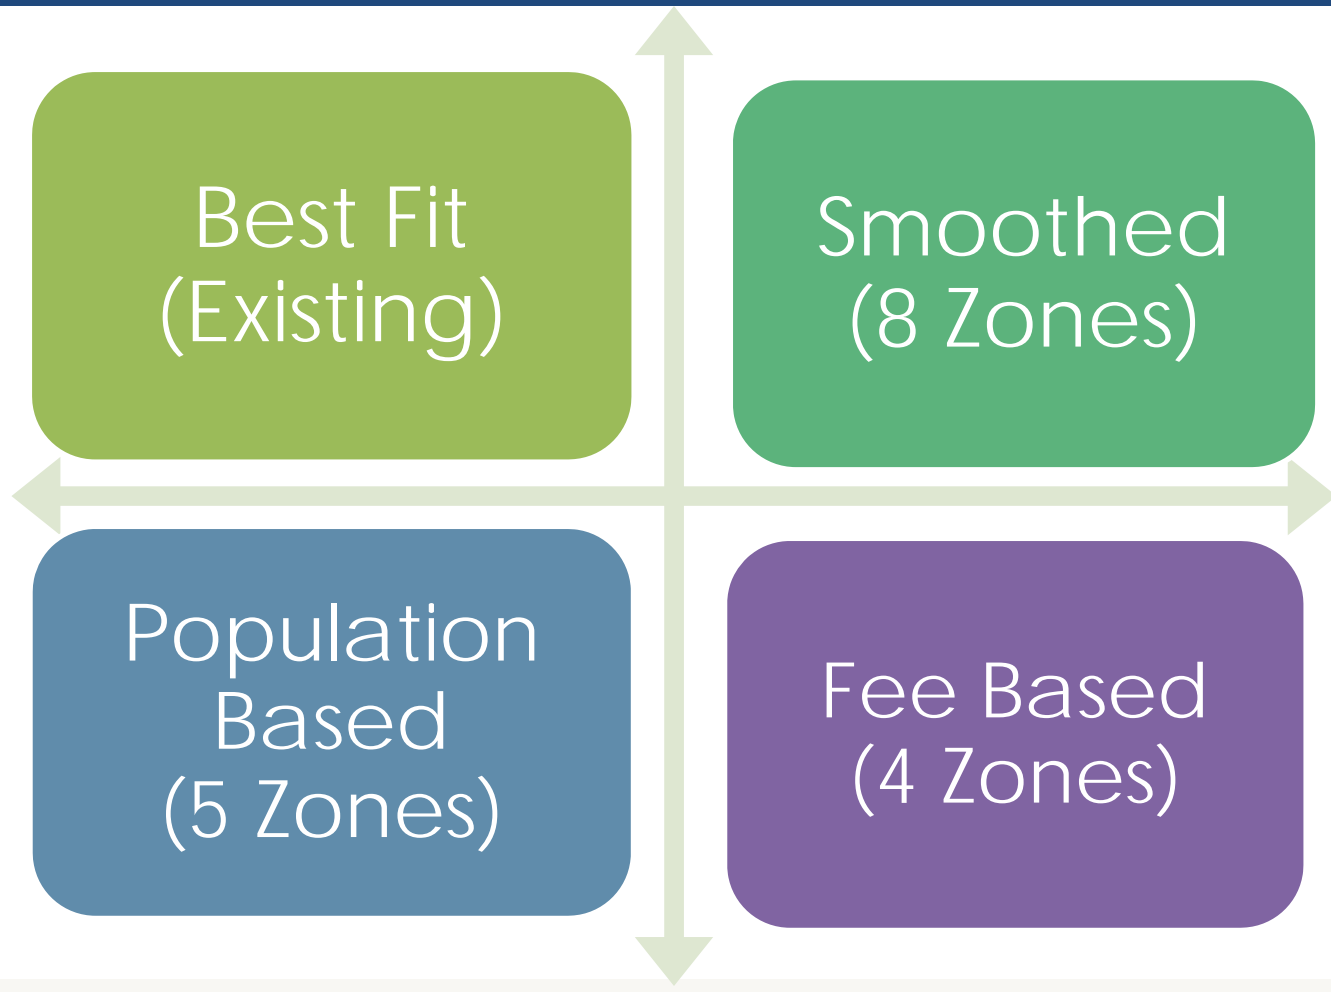 Best Fit
(Existing)
Smoothed
(8 Zones)
Population
Based
(5 Zones)
Fee Based
(4 Zones)